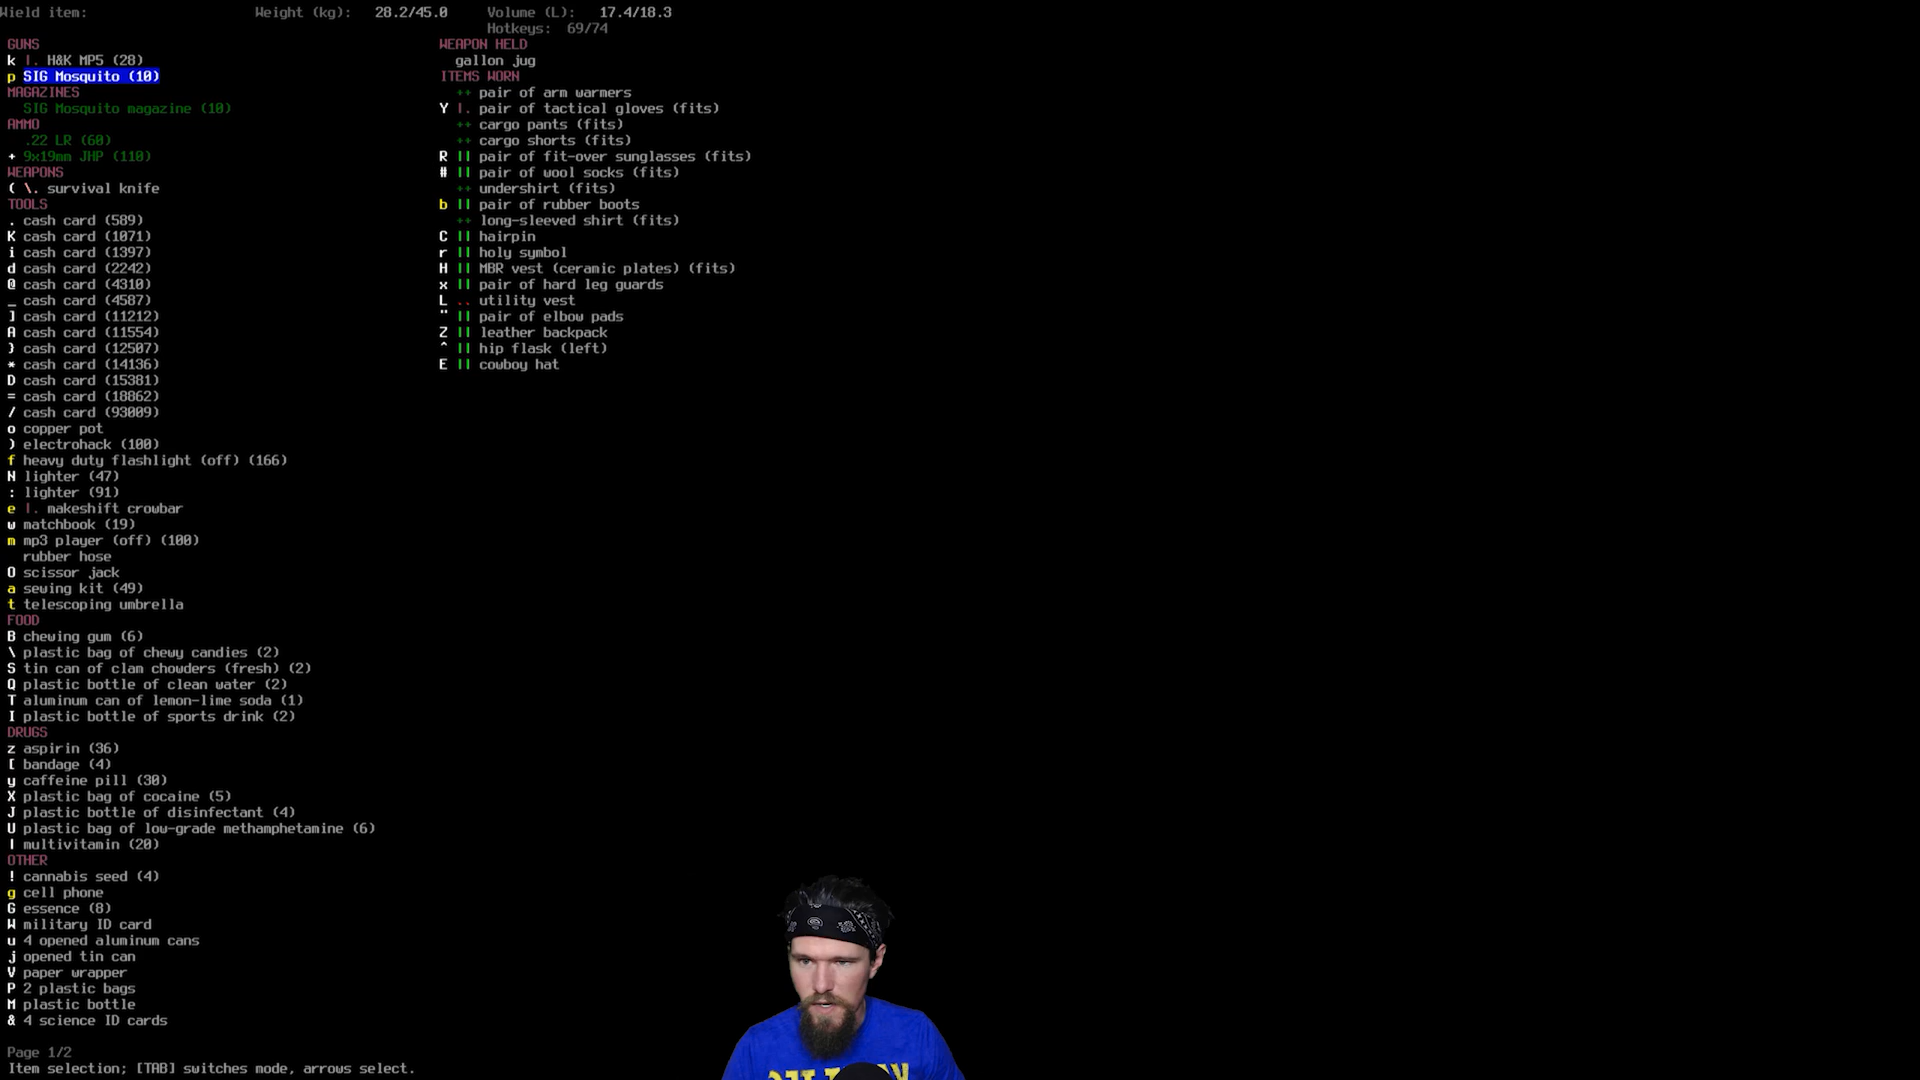 Wield item: Weight (kg): 28.2/45.0 Volume (L): 17.4/18.3
Hotkeys: 69/74
GUNS
k |. H&K MP5 (28)
p SIG Mosquito (10)
MAGAZINES
SIG Mosquito magazine (10)
AMMO
.22 LR (60)
+ 9x19mm JHP (110)
WEAPONS
( \. survival knife
TOOLS
. cash card (589)
K cash card (1071)
i cash card (1397)
d cash card (2242)
@ cash card (4310)
_ cash card (4587)
] cash card (11212)
A cash card (11554)
} cash card (12507)
* cash card (14136)
D cash card (15381)
= cash card (18862)
/ cash card (93009)
o copper pot
) electrohack (100)
f heavy duty flashlight (off) (166)
N lighter (47)
: lighter (91)
e |. makeshift crowbar
w matchbook (19)
m mp3 player (off) (100)
rubber hose
O scissor jack
a sewing kit (49)
t telescoping umbrella
FOOD
B chewing gum (6)
\ plastic bag of chewy candies (2)
S tin can of clam chowders (fresh) (2)
Q plastic bottle of clean water (2)
T aluminum can of lemon-lime soda (1)
I plastic bottle of sports drink (2)
DRUGS
z aspirin (36)
[ bandage (4)
y caffeine pill (30)
X plastic bag of cocaine (5)
J plastic bottle of disinfectant (4)
U plastic bag of low-grade methamphetamine (6)
l multivitamin (20)
OTHER
! cannabis seed (4)
g cell phone
G essence (8)
W military ID card
u 4 opened aluminum cans
j opened tin can
V paper wrapper
P 2 plastic bags
M plastic bottle
& 4 science ID cards
WEAPON HELD
gallon jug
ITEMS WORN
++ pair of arm warmers
Y |. pair of tactical gloves (fits)
++ cargo pants (fits)
++ cargo shorts (fits)
R || pair of fit-over sunglasses (fits)
# || pair of wool socks (fits)
++ undershirt (fits)
b || pair of rubber boots
++ long-sleeved shirt (fits)
C || hairpin
r || holy symbol
H || MBR vest (ceramic plates) (fits)
x || pair of hard leg guards
L .. utility vest
" || pair of elbow pads
Z || leather backpack
^ || hip flask (left)
E || cowboy hat
Page 1/2
Item selection; [TAB] switches mode, arrows select.